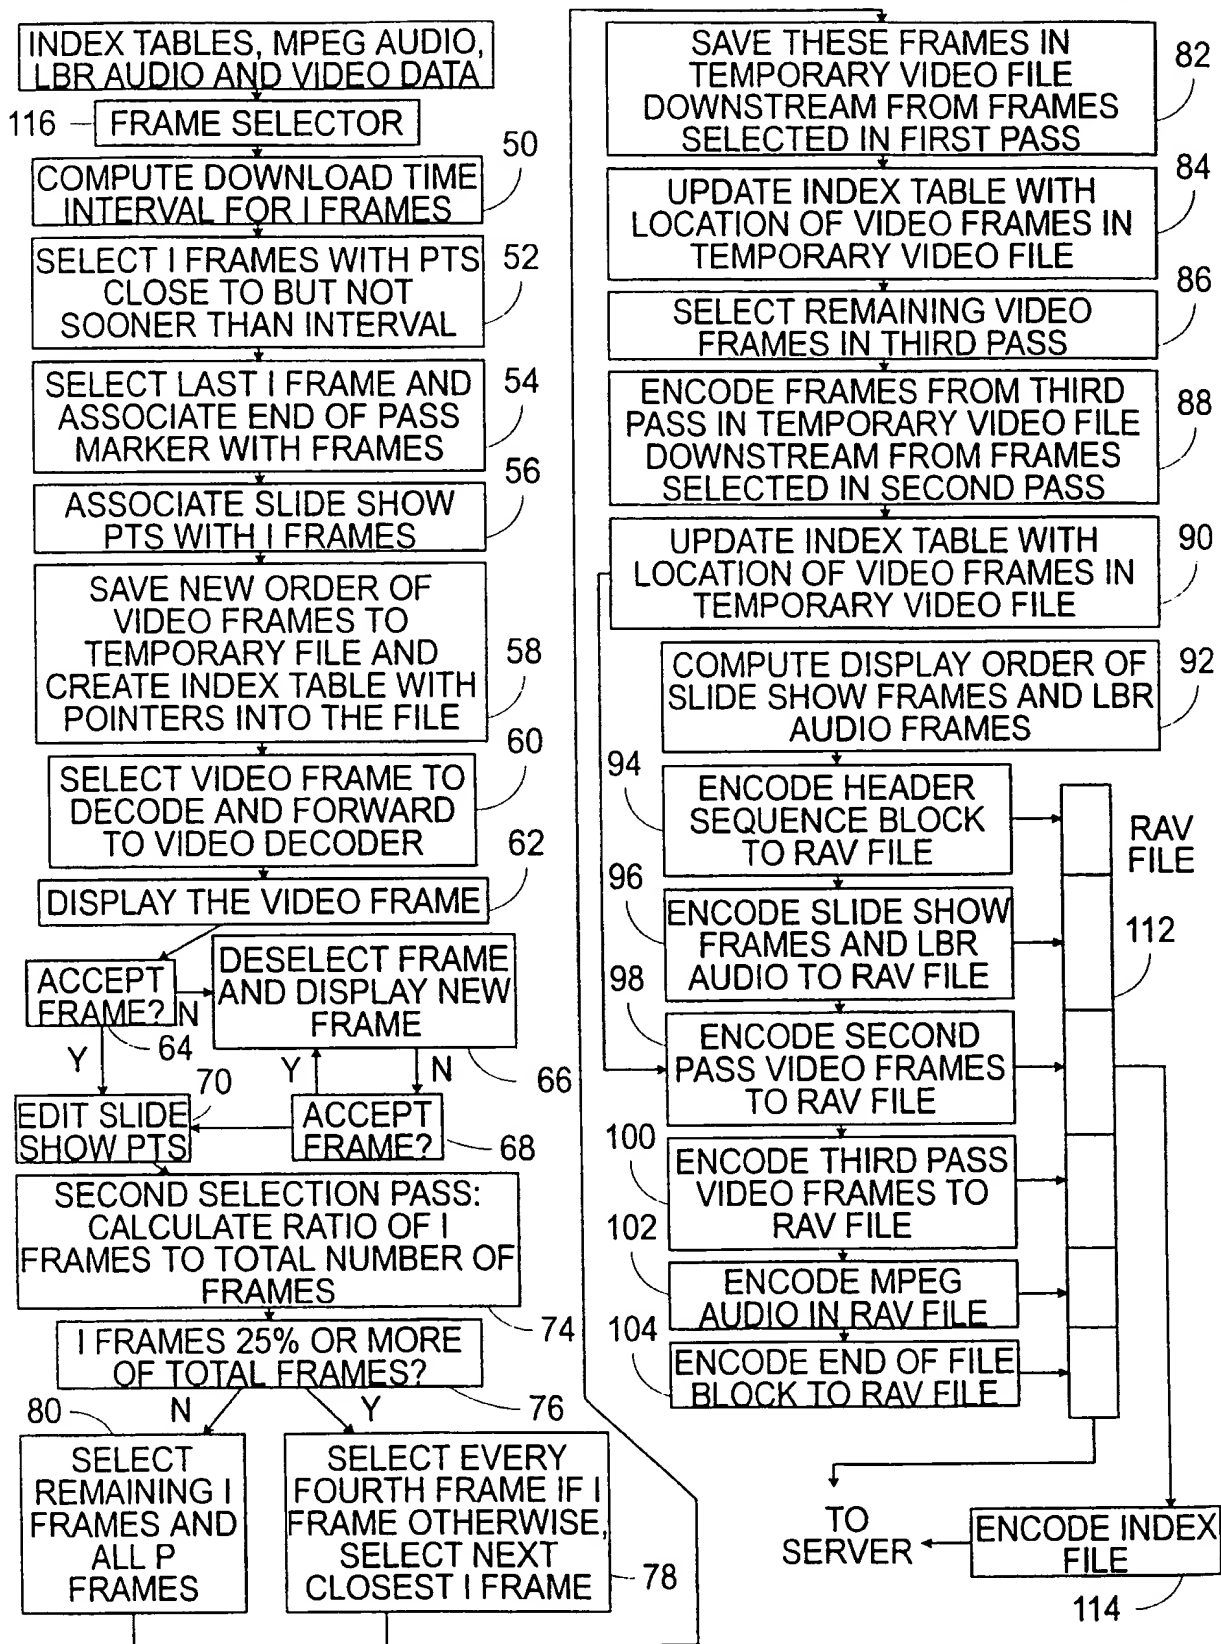 INDEX TABLES, MPEG AUDIO,
LBR AUDIO AND VIDEO DATA
116
FRAME SELECTOR
50
COMPUTE DOWNLOAD TIME
INTERVAL FOR I FRAMES
SELECT I FRAMES WITH PTS
CLOSE TO BUT NOT
SOONER THAN INTERVAL
52
SELECT LAST I FRAME AND
ASSOCIATE END OF PASS
MARKER WITH FRAMES
54
56
ASSOCIATE SLIDE SHOW
PTS WITH I FRAMES
SAVE NEW ORDER OF
VIDEO FRAMES TO
TEMPORARY FILE AND
CREATE INDEX TABLE WITH
POINTERS INTO THE FILE
58
60
SELECT VIDEO FRAME TO
DECODE AND FORWARD
TO VIDEO DECODER
62
DISPLAY THE VIDEO FRAME
ACCEPT
FRAME?
N
64
Y
DESELECT FRAME
AND DISPLAY NEW
FRAME
66
Y
N
70
EDIT SLIDE
SHOW PTS
ACCEPT
FRAME?
68
SECOND SELECTION PASS:
CALCULATE RATIO OF I
FRAMES TO TOTAL NUMBER OF
FRAMES
74
I FRAMES 25% OR MORE
OF TOTAL FRAMES?
76
N
Y
80
SELECT
REMAINING I
FRAMES AND
ALL P
FRAMES
SELECT EVERY
FOURTH FRAME IF I
FRAME OTHERWISE,
SELECT NEXT
CLOSEST I FRAME
78
SAVE THESE FRAMES IN
TEMPORARY VIDEO FILE
DOWNSTREAM FROM FRAMES
SELECTED IN FIRST PASS
82
UPDATE INDEX TABLE WITH
LOCATION OF VIDEO FRAMES IN
TEMPORARY VIDEO FILE
84
86
SELECT REMAINING VIDEO
FRAMES IN THIRD PASS
ENCODE FRAMES FROM THIRD
PASS IN TEMPORARY VIDEO FILE
DOWNSTREAM FROM FRAMES
SELECTED IN SECOND PASS
88
UPDATE INDEX TABLE WITH
LOCATION OF VIDEO FRAMES IN
TEMPORARY VIDEO FILE
90
COMPUTE DISPLAY ORDER OF
SLIDE SHOW FRAMES AND LBR
AUDIO FRAMES
92
94
ENCODE HEADER
SEQUENCE BLOCK
TO RAV FILE
RAV
FILE
96
ENCODE SLIDE SHOW
FRAMES AND LBR
AUDIO TO RAV FILE
112
98
ENCODE SECOND
PASS VIDEO FRAMES
TO RAV FILE
100
ENCODE THIRD PASS
VIDEO FRAMES TO
RAV FILE
102
ENCODE MPEG
AUDIO IN RAV FILE
104
ENCODE END OF FILE
BLOCK TO RAV FILE
TO
SERVER
ENCODE INDEX
FILE
114